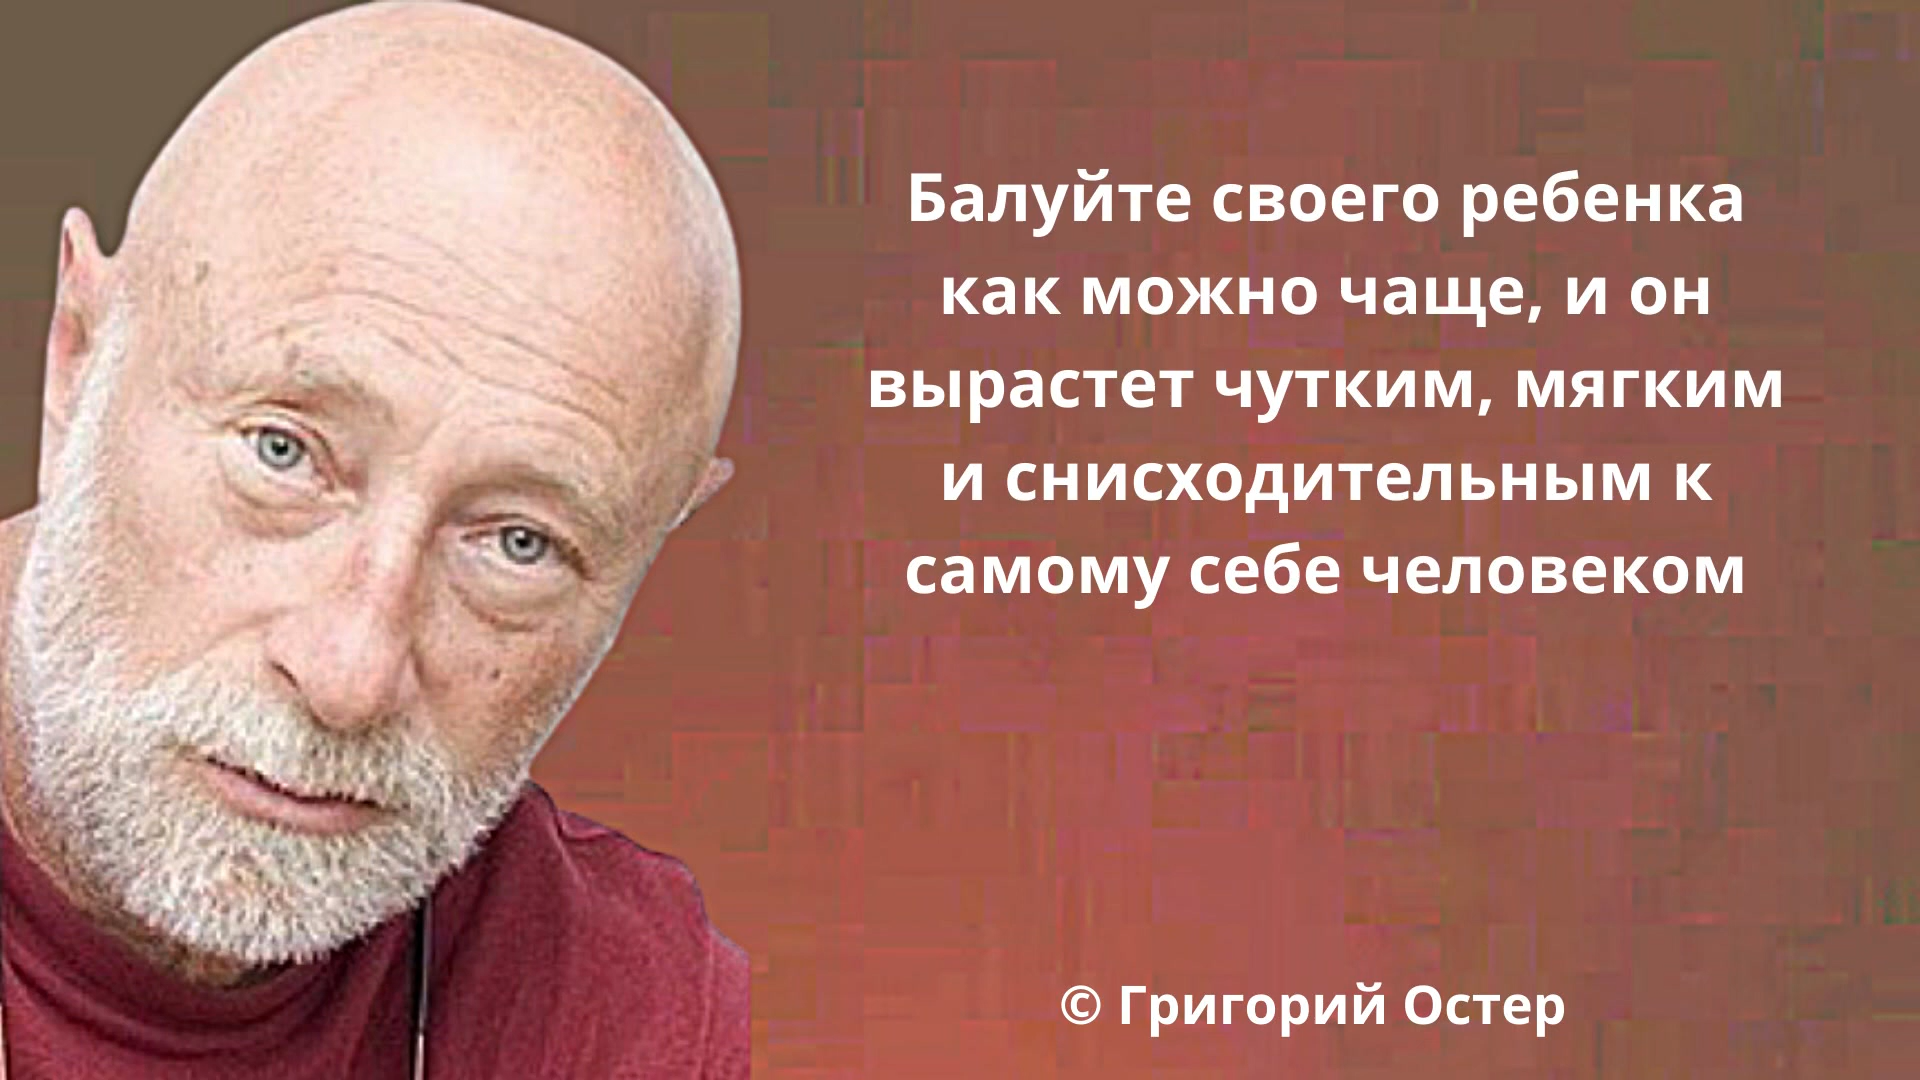 Балуйте своего ребенка
как можно чаще, и он
вырастет чутким, мягким
и снисходительным к
самому себе человеком
© Григорий Остер